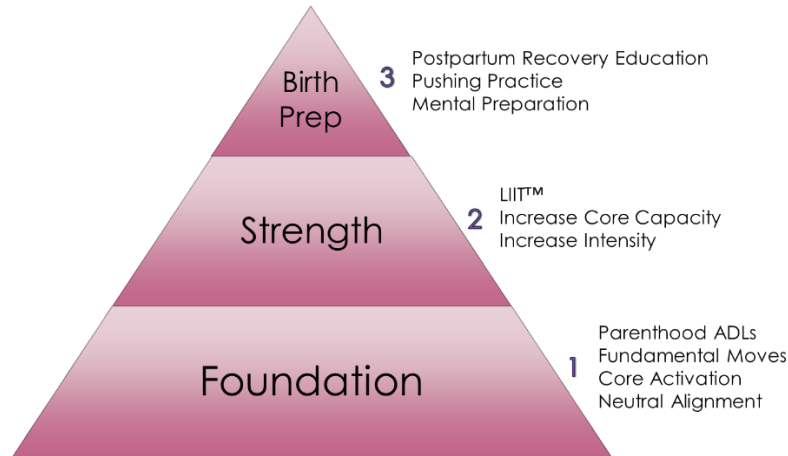 Birth
Prep
3
Postpartum Recovery Education
Pushing Practice
Mental Preparation
Strength
2
LIIT™
Increase Core Capacity
Increase Intensity
Foundation
1
Parenthood ADLs
Fundamental Moves
Core Activation
Neutral Alignment